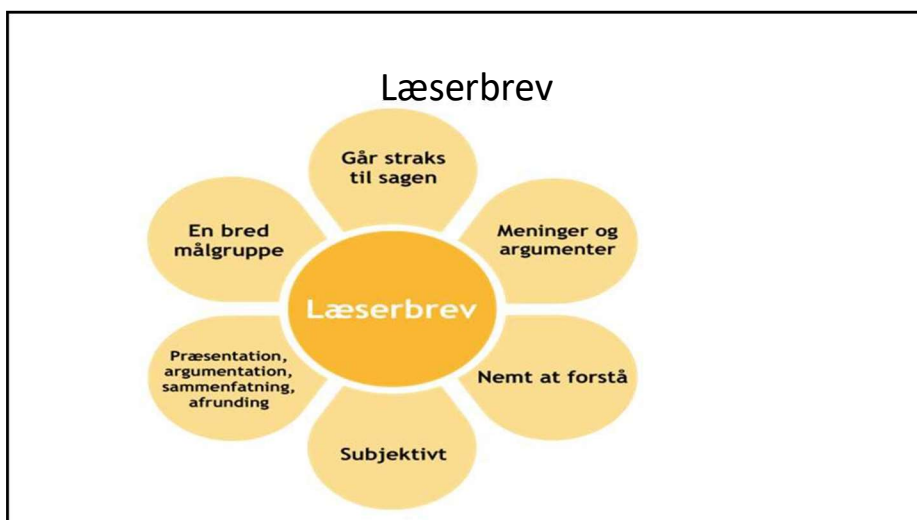 Læserbrev
Går straks
til sagen
Meninger og
argumenter
Nemt at forstå
Subjektivt
Præsentation,
argumentation,
sammenfatning,
afrunding
En bred
målgruppe
Læserbrev